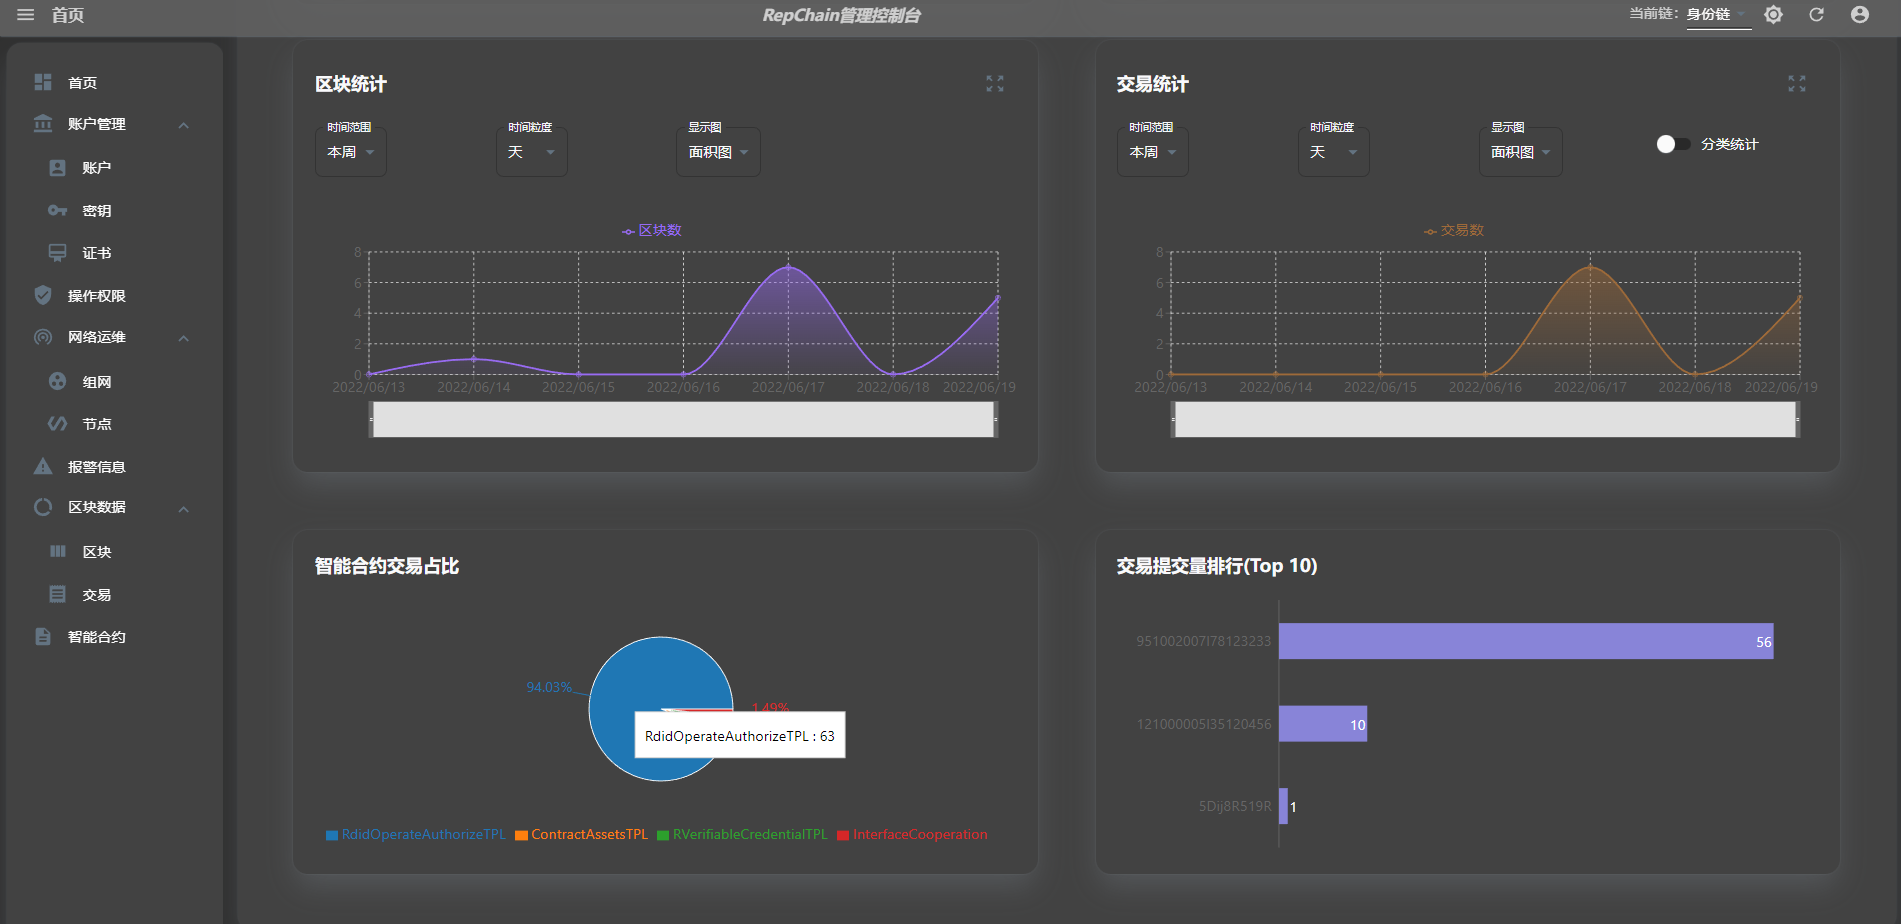 首页
RepChain管理控制台
当前链: 身份链
首页
账户管理
账户
密钥
证书
操作权限
网络运维
组网
节点
报警信息
区块数据
区块
交易
智能合约
区块统计
时间范围 时间粒度 显示图
本周 天 面积图
区块数
8
6
4
2
0
2022/06/13 2022/06/14 2022/06/15 2022/06/16 2022/06/17 2022/06/18 2022/06/19
交易统计
时间范围 时间粒度 显示图
本周 天 面积图 分类统计
交易数
8
6
4
2
0
2022/06/13 2022/06/14 2022/06/15 2022/06/16 2022/06/17 2022/06/18 2022/06/19
智能合约交易占比
94.03%
1.49%
RdidOperateAuthorizeTPL : 63
RdidOperateAuthorizeTPL ContractAssetsTPL RVerifiableCredentialTPL InterfaceCooperation
交易提交量排行(Top 10)
951002007l78123233 56
121000005l35120456 10
5Dij8R519R 1